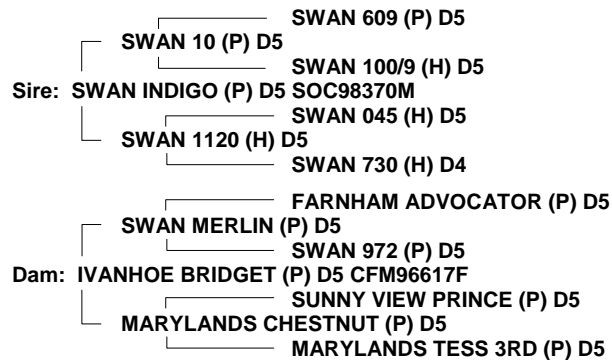 SWAN 609 (P) D5
SWAN 10 (P) D5
SWAN 100/9 (H) D5
Sire: SWAN INDIGO (P) D5 SOC98370M
SWAN 045 (H) D5
SWAN 1120 (H) D5
SWAN 730 (H) D4
FARNHAM ADVOCATOR (P) D5
SWAN MERLIN (P) D5
SWAN 972 (P) D5
Dam: IVANHOE BRIDGET (P) D5 CFM96617F
SUNNY VIEW PRINCE (P) D5
MARYLANDS CHESTNUT (P) D5
MARYLANDS TESS 3RD (P) D5